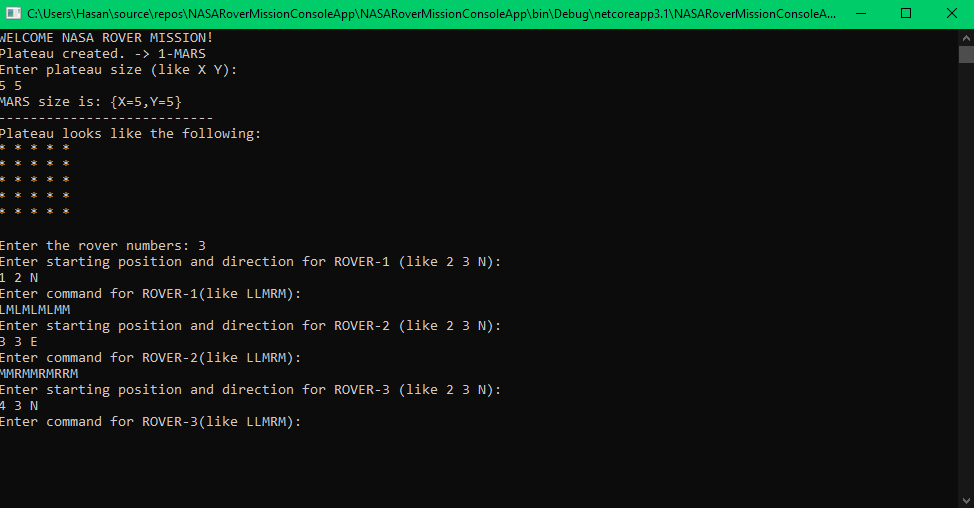 C:\Users\Hasan\source\repos\NASARoverMissionConsoleApp\NASARoverMissionConsoleApp\bin\Debug\netcoreapp3.1\NASARoverMissionConsoleA...
WELCOME NASA ROVER MISSION!
Plateau created. -> 1-MARS
Enter plateau size (like X Y):
5 5
MARS size is: {X=5,Y=5}
---------------------------
Plateau looks like the following:
* * * * *
* * * * *
* * * * *
* * * * *
* * * * *
Enter the rover numbers: 3
Enter starting position and direction for ROVER-1 (like 2 3 N):
1 2 N
Enter command for ROVER-1(like LLMRM):
LMLMLMLMM
Enter starting position and direction for ROVER-2 (like 2 3 N):
3 3 E
Enter command for ROVER-2(like LLMRM):
MMRMMRMRRM
Enter starting position and direction for ROVER-3 (like 2 3 N):
4 3 N
Enter command for ROVER-3(like LLMRM):